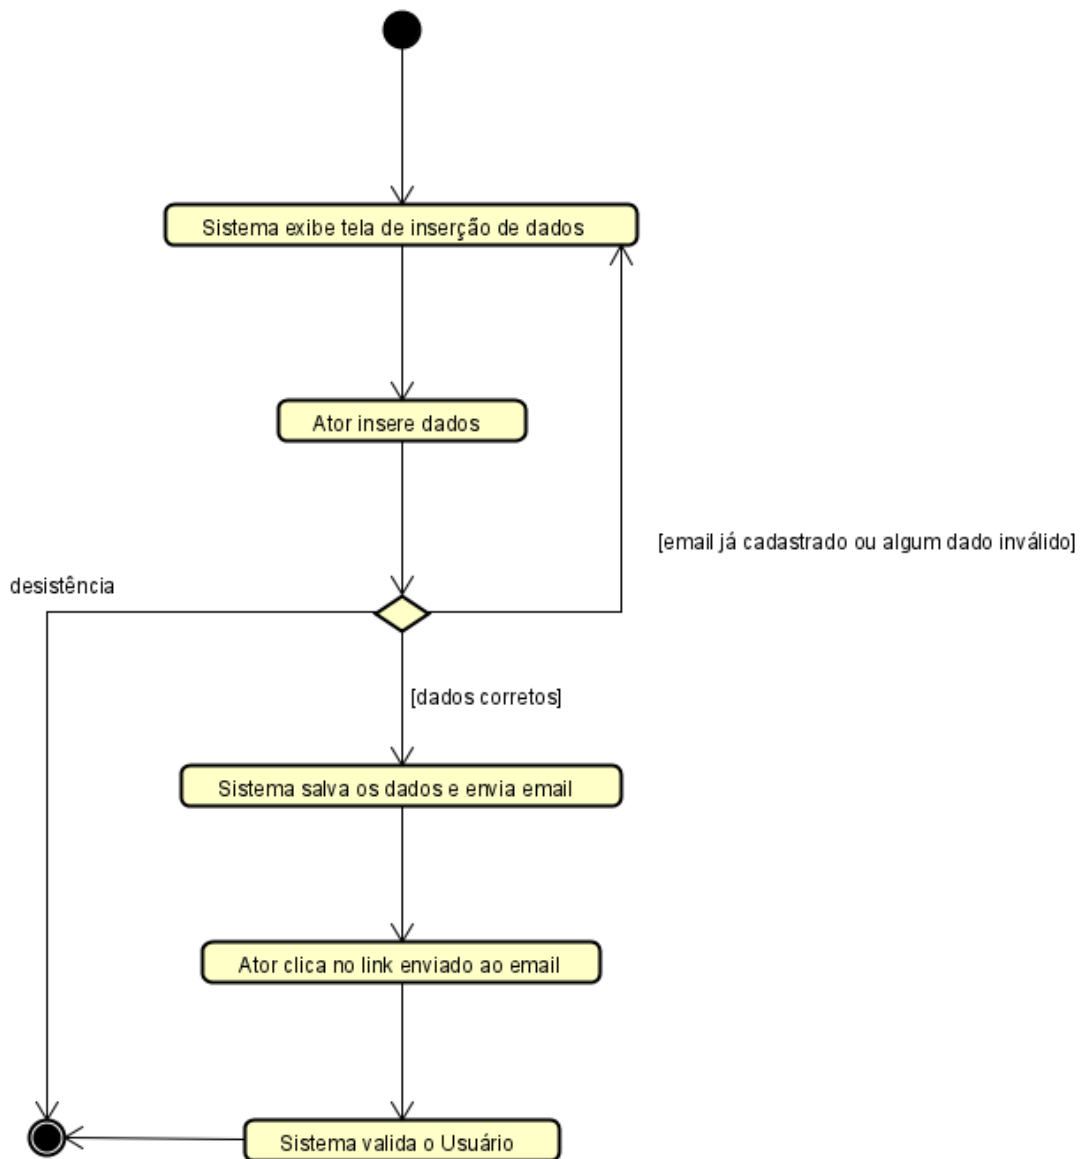 Sistema exibe tela de inserção de dados
Ator insere dados
[email já cadastrado ou algum dado inválido]
desistência
[dados corretos]
Sistema salva os dados e envia email
Ator clica no link enviado ao email
Sistema valida o Usuário